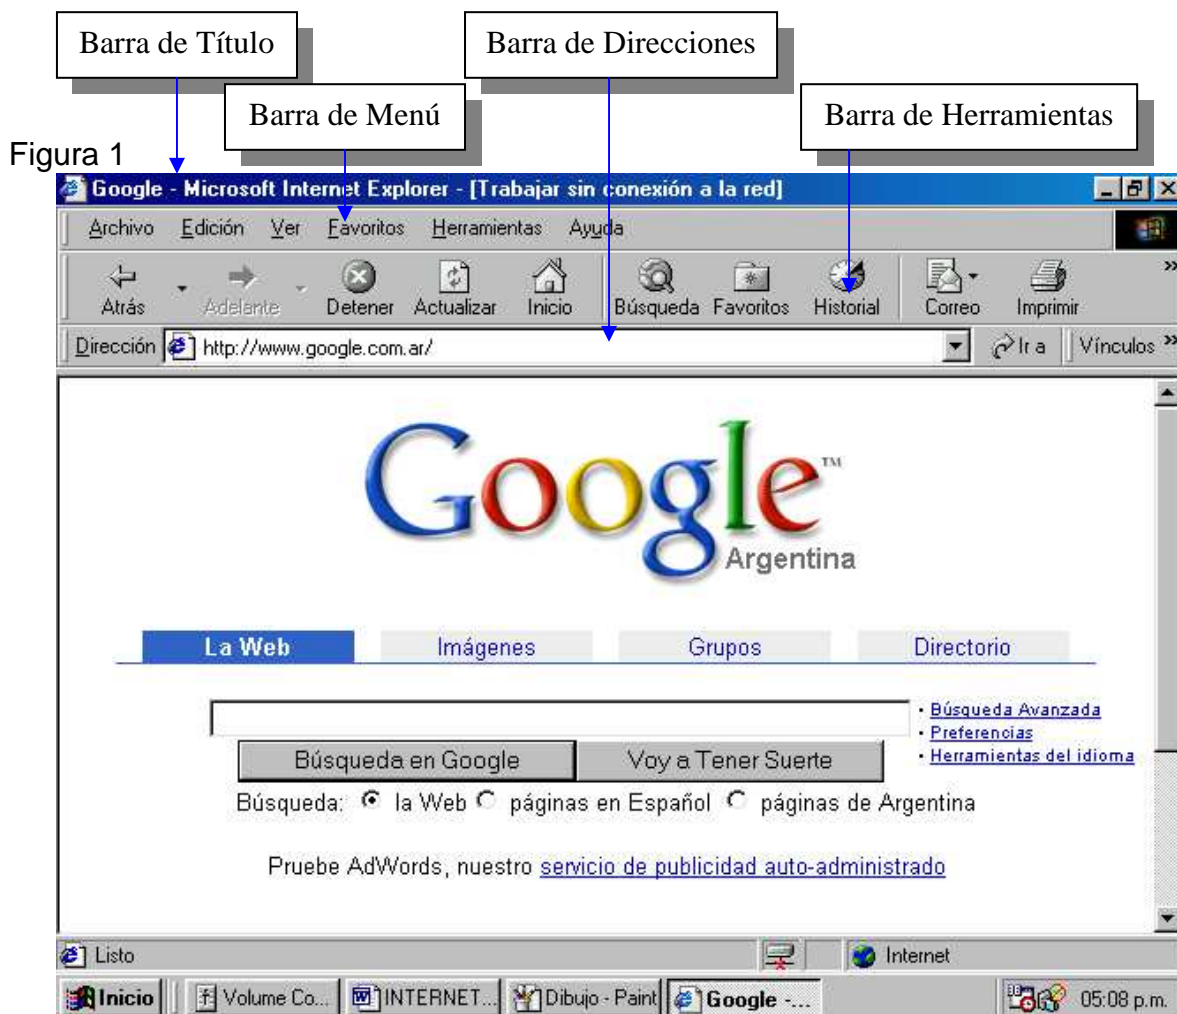 Barra de Título
Barra de Direcciones
Barra de Menú
Barra de Herramientas
Figura 1
Google - Microsoft Internet Explorer - [Trabajar sin conexión a la red]
Archivo Edición Ver Favoritos Herramientas Ayuda
Atrás Adelante Detener Actualizar Inicio Búsqueda Favoritos Historial Correo Imprimir »
Dirección http://www.google.com.ar/ Ir a Vínculos »
Google™
Argentina
La Web Imágenes Grupos Directorio
· Búsqueda Avanzada
· Preferencias
· Herramientas del idioma
Búsqueda en Google Voy a Tener Suerte
Búsqueda: la Web páginas en Español páginas de Argentina
Pruebe AdWords, nuestro servicio de publicidad auto-administrado
Listo Internet
Inicio Volume Co... INTERNET... Dibujo - Paint Google -... 05:08 p.m.